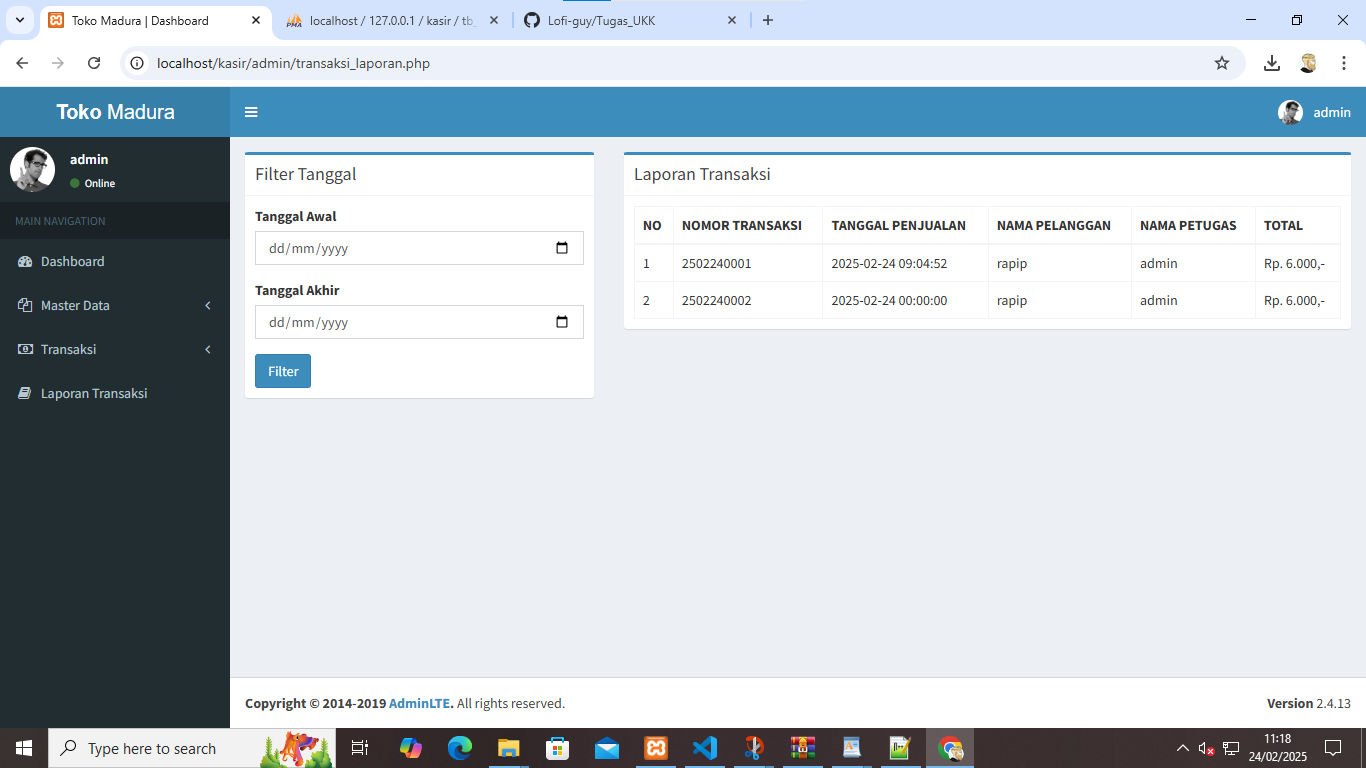 Toko Madura | Dashboard
localhost / 127.0.0.1 / kasir / tb_
Lofi-guy/Tugas_UKK
localhost/kasir/admin/transaksi_laporan.php
Toko Madura
admin
admin
Online
MAIN NAVIGATION
Dashboard
Master Data
Transaksi
Laporan Transaksi
Filter Tanggal
Tanggal Awal
dd/mm/yyyy
Tanggal Akhir
dd/mm/yyyy
Filter
Laporan Transaksi
NO NOMOR TRANSAKSI TANGGAL PENJUALAN NAMA PELANGGAN NAMA PETUGAS TOTAL
1 2502240001 2025-02-24 09:04:52 rapip admin Rp. 6.000,-
2 2502240002 2025-02-24 00:00:00 rapip admin Rp. 6.000,-
Copyright © 2014-2019 AdminLTE. All rights reserved.
Version 2.4.13
Type here to search
11:18
24/02/2025